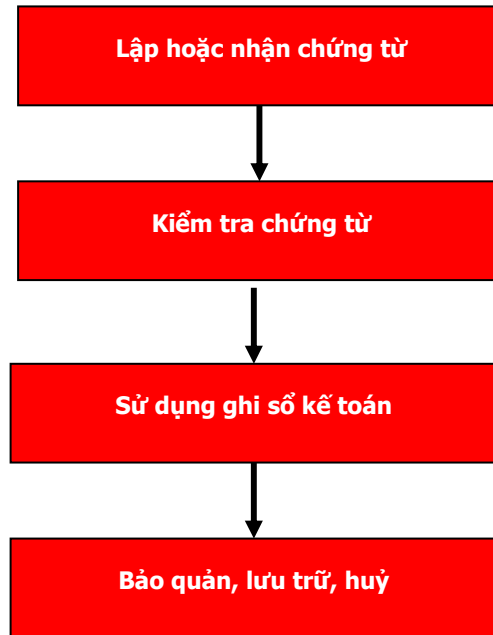 Lập hoặc nhận chứng từ
Kiểm tra chứng từ
Sử dụng ghi sổ kế toán
Bảo quản, lưu trữ, huỷ